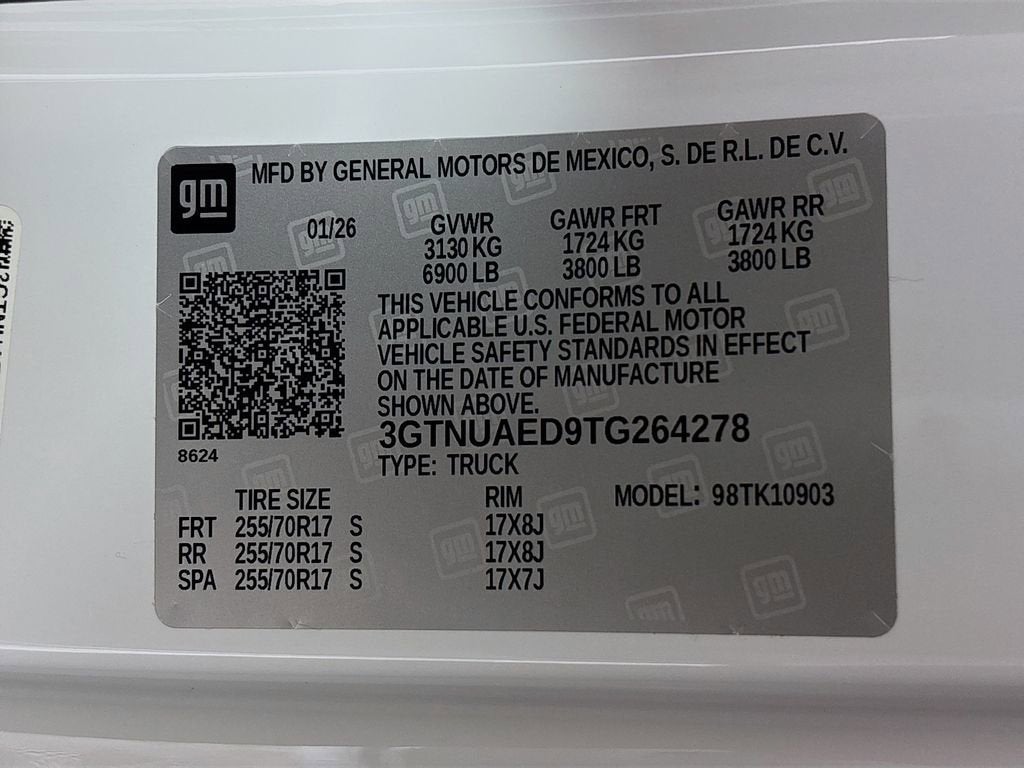 gm
MFD BY GENERAL MOTORS DE MEXICO, S. DE R.L. DE C.V.
01/26 GVWR GAWR FRT GAWR RR
3130 KG 1724 KG 1724 KG
6900 LB 3800 LB 3800 LB
THIS VEHICLE CONFORMS TO ALL
APPLICABLE U.S. FEDERAL MOTOR
VEHICLE SAFETY STANDARDS IN EFFECT
ON THE DATE OF MANUFACTURE
SHOWN ABOVE.
3GTNUAED9TG264278
8624
TYPE: TRUCK
TIRE SIZE RIM MODEL: 98TK10903
FRT 255/70R17 S 17X8J
RR 255/70R17 S 17X8J
SPA 255/70R17 S 17X7J